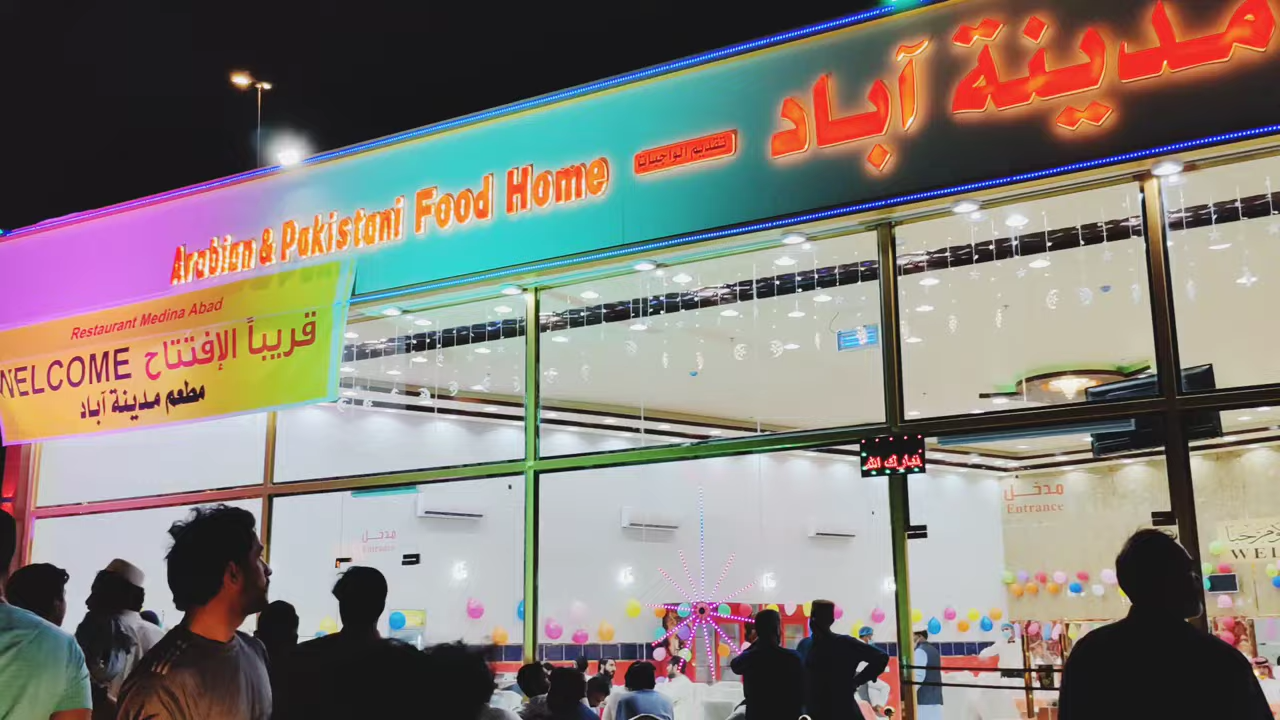 مدينة آباد
Arabian & Pakistani Food Home
تقديم الواجبات
Restaurant Medina Abad
WELCOME قريباً الإفتتاح
مطعم مدينة آباد
تبارك الله
مدخل
Entrance
مدخل
Entrance